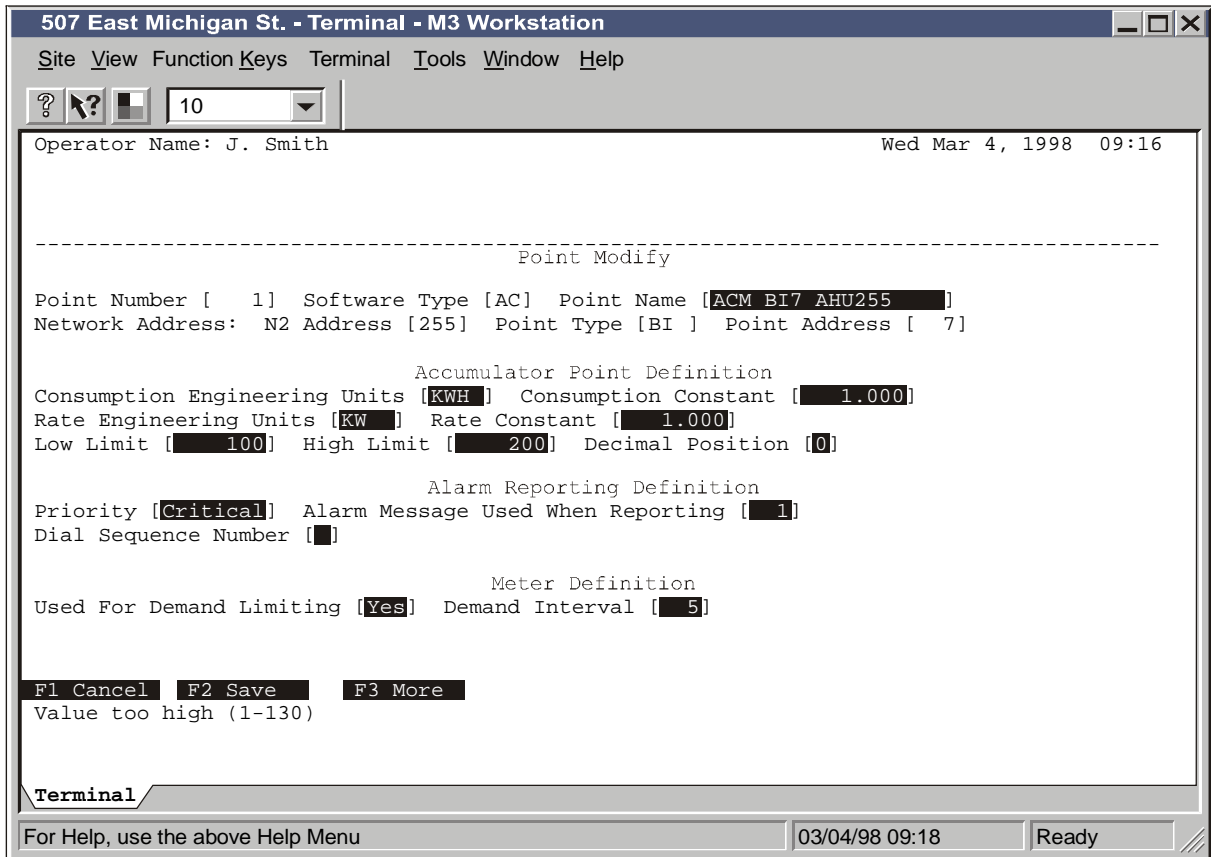 507 East Michigan St. - Terminal - M3 Workstation
Site View Function Keys Terminal Tools Window Help
10
Operator Name: J. Smith Wed Mar 4, 1998 09:16
--------------------------------------------------------------------------------------
Point Modify
Point Number [ 1] Software Type [AC] Point Name [ACM BI7 AHU255 ]
Network Address: N2 Address [255] Point Type [BI ] Point Address [ 7]
Accumulator Point Definition
Consumption Engineering Units [KWH ] Consumption Constant [ 1.000]
Rate Engineering Units [KW ] Rate Constant [ 1.000]
Low Limit [ 100] High Limit [ 200] Decimal Position [0]
Alarm Reporting Definition
Priority [Critical] Alarm Message Used When Reporting [ 1]
Dial Sequence Number [ ]
Meter Definition
Used For Demand Limiting [Yes] Demand Interval [ 5]
F1 Cancel F2 Save F3 More
Value too high (1-130)
Terminal
For Help, use the above Help Menu 03/04/98 09:18 Ready